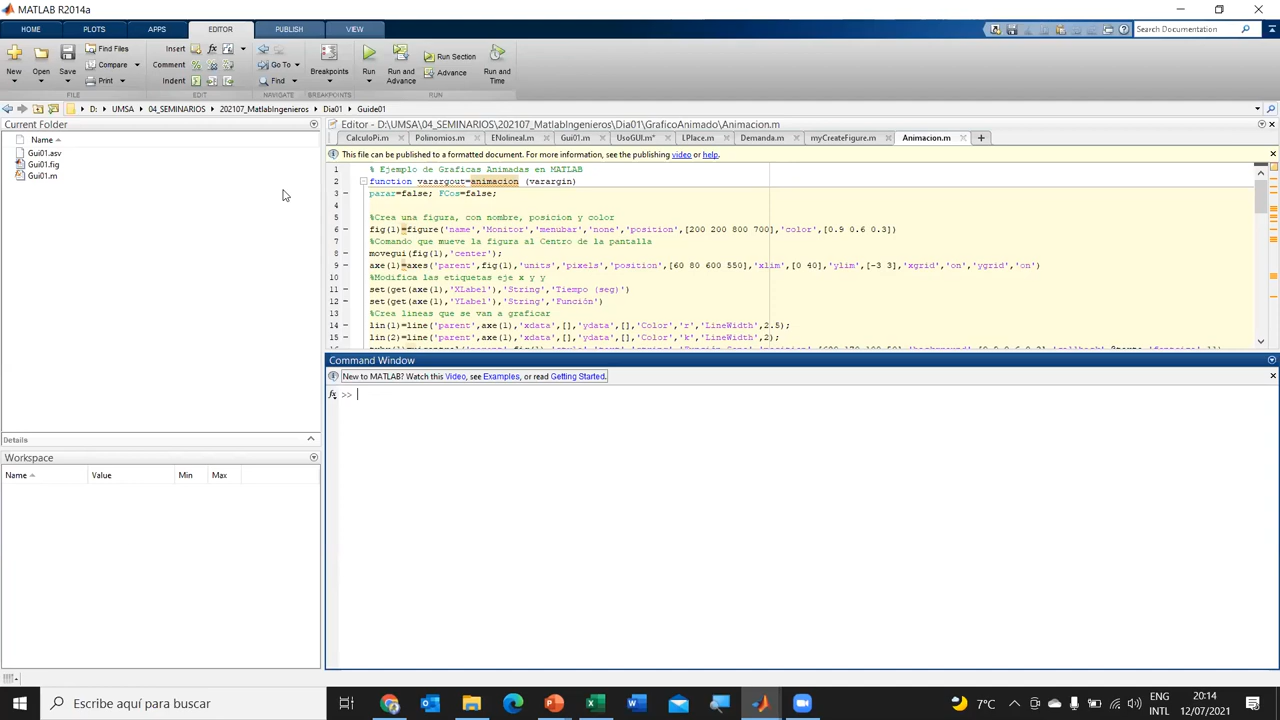 MATLAB R2014a
HOME PLOTS APPS EDITOR PUBLISH VIEW
Search Documentation
New Open Save
Find Files
Compare
Print
Insert
Comment
Indent
Go To
Find
Breakpoints
Run
Run and Advance
Run Section
Advance
Run and Time
FILE EDIT NAVIGATE BREAKPOINTS RUN
D: UMSA 04_SEMINARIOS 202107_MatlabIngenieros Dia01 Guide01
Current Folder
Name
Gui01.asv
Gui01.fig
Gui01.m
Details
Workspace
Name Value Min Max
Editor - D:\UMSA\04_SEMINARIOS\202107_MatlabIngenieros\Dia01\GraficoAnimado\Animacion.m
CalculoPi.m Polinomios.m ENolineal.m Gui01.m UsoGUI.m* LPlace.m Demanda.m myCreateFigure.m Animacion.m
This file can be published to a formatted document. For more information, see the publishing video or help.
1 % Ejemplo de Graficas Animadas en MATLAB
2 function varargout=animacion (varargin)
3 parar=false; FCos=false;
4
5 %Crea una figura, con nombre, posicion y color
6 fig(1)=figure('name','Monitor','menubar','none','position',[200 200 800 700],'color',[0.9 0.6 0.3])
7 %Comando que mueve la figura al Centro de la pantalla
8 movegui(fig(1),'center');
9 axe(1)=axes('parent',fig(1),'units','pixels','position',[60 80 600 550],'xlim',[0 40],'ylim',[-3 3],'xgrid','on','ygrid','on')
10 %Modifica las etiquetas eje x y y
11 set(get(axe(1),'XLabel'),'String','Tiempo (seg)')
12 set(get(axe(1),'YLabel'),'String','Función')
13 %Crea lineas que se van a graficar
14 lin(1)=line('parent',axe(1),'xdata',[],'ydata',[],'Color','r','LineWidth',2.5);
15 lin(2)=line('parent',axe(1),'xdata',[],'ydata',[],'Color','k','LineWidth',2);
Command Window
New to MATLAB? Watch this Video, see Examples, or read Getting Started.
fx >>
Escribe aquí para buscar
7°C
ENG
INTL
20:14
12/07/2021